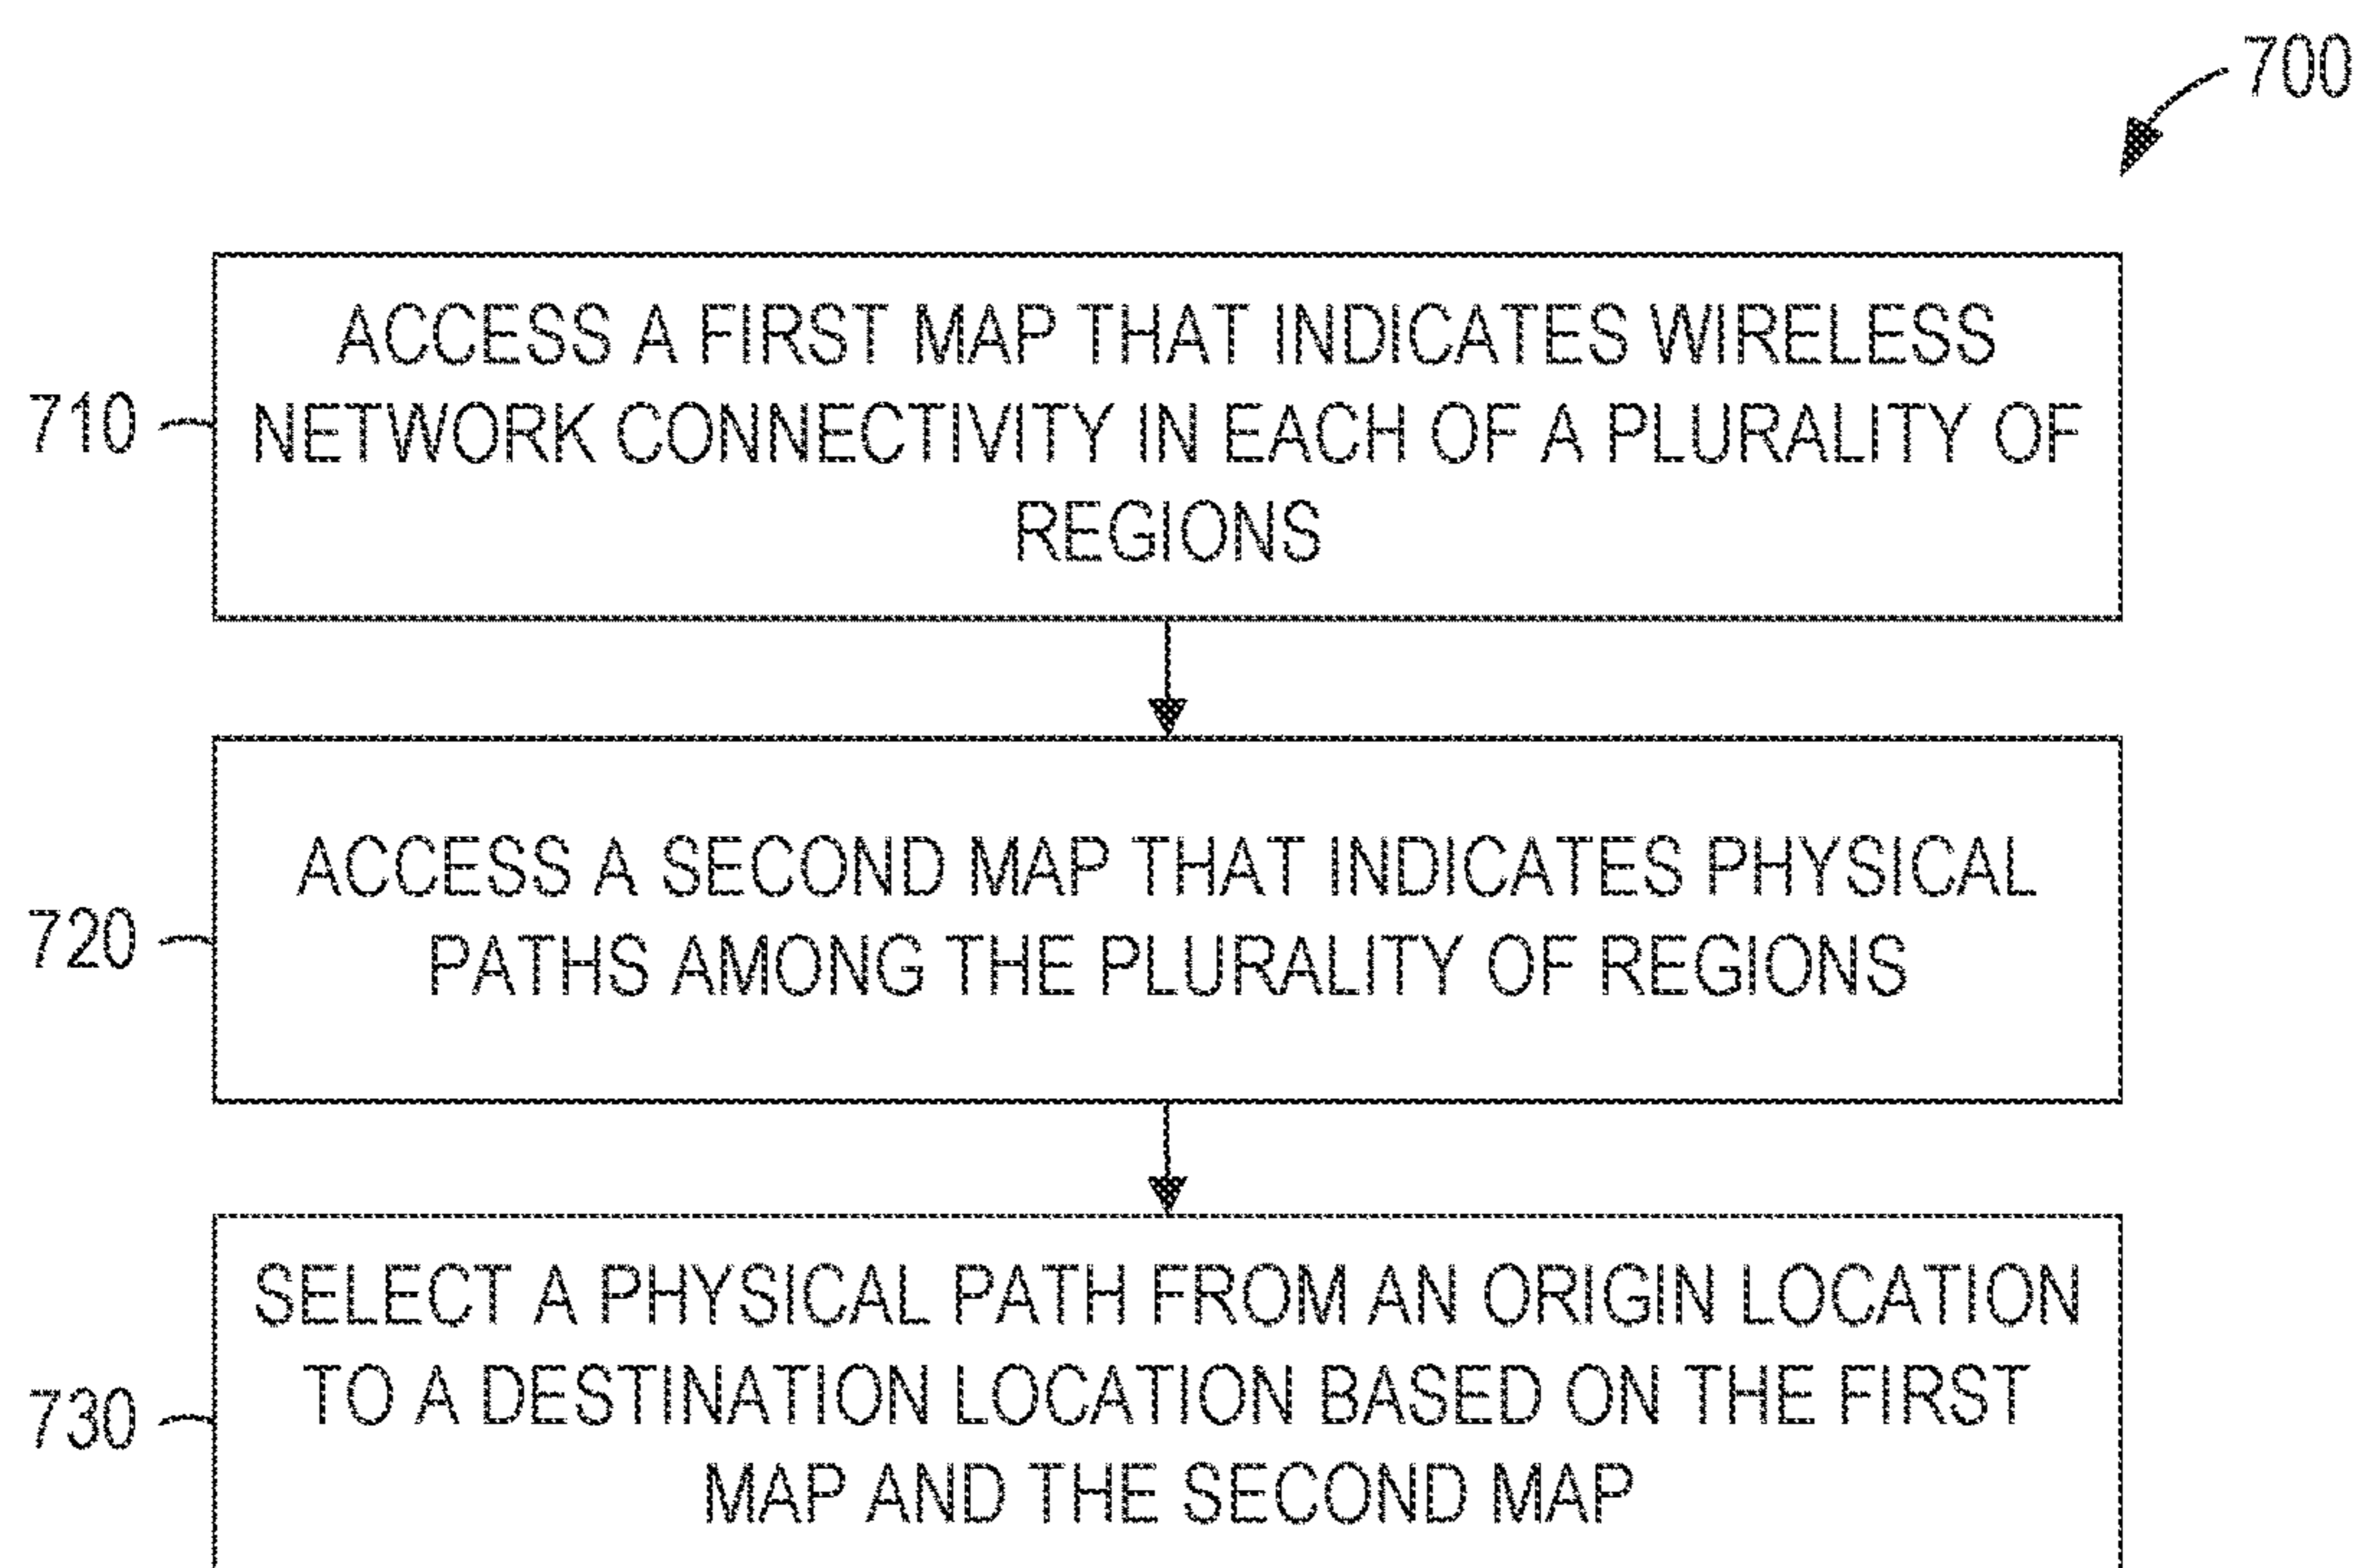 700
710
ACCESS A FIRST MAP THAT INDICATES WIRELESS
NETWORK CONNECTIVITY IN EACH OF A PLURALITY OF
REGIONS
720
ACCESS A SECOND MAP THAT INDICATES PHYSICAL
PATHS AMONG THE PLURALITY OF REGIONS
730
SELECT A PHYSICAL PATH FROM AN ORIGIN LOCATION
TO A DESTINATION LOCATION BASED ON THE FIRST
MAP AND THE SECOND MAP